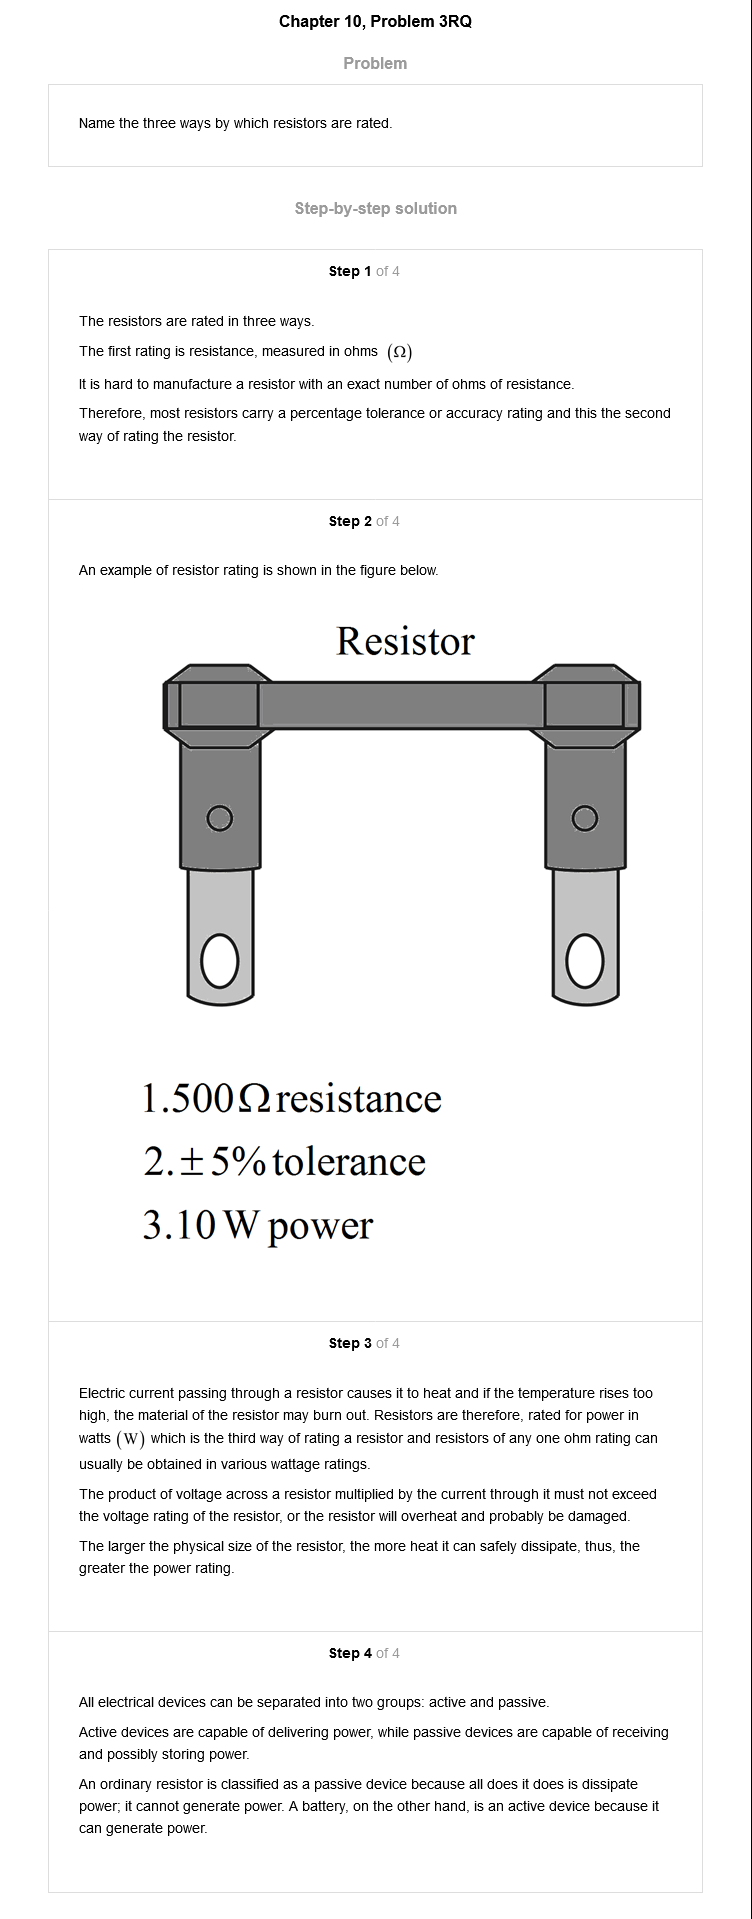 Chapter 10, Problem 3RQ
Problem
Name the three ways by which resistors are rated.
Step-by-step solution
Step 1 of 4
The resistors are rated in three ways.
The first rating is resistance, measured in ohms (Ω)
It is hard to manufacture a resistor with an exact number of ohms of resistance.
Therefore, most resistors carry a percentage tolerance or accuracy rating and this the second
way of rating the resistor.
Step 2 of 4
An example of resistor rating is shown in the figure below.
Resistor
1.500Ω resistance
2.±5% tolerance
3.10 W power
Step 3 of 4
Electric current passing through a resistor causes it to heat and if the temperature rises too
high, the material of the resistor may burn out. Resistors are therefore, rated for power in
watts (W) which is the third way of rating a resistor and resistors of any one ohm rating can
usually be obtained in various wattage ratings.
The product of voltage across a resistor multiplied by the current through it must not exceed
the voltage rating of the resistor, or the resistor will overheat and probably be damaged.
The larger the physical size of the resistor, the more heat it can safely dissipate, thus, the
greater the power rating.
Step 4 of 4
All electrical devices can be separated into two groups: active and passive.
Active devices are capable of delivering power, while passive devices are capable of receiving
and possibly storing power.
An ordinary resistor is classified as a passive device because all does it does is dissipate
power; it cannot generate power. A battery, on the other hand, is an active device because it
can generate power.